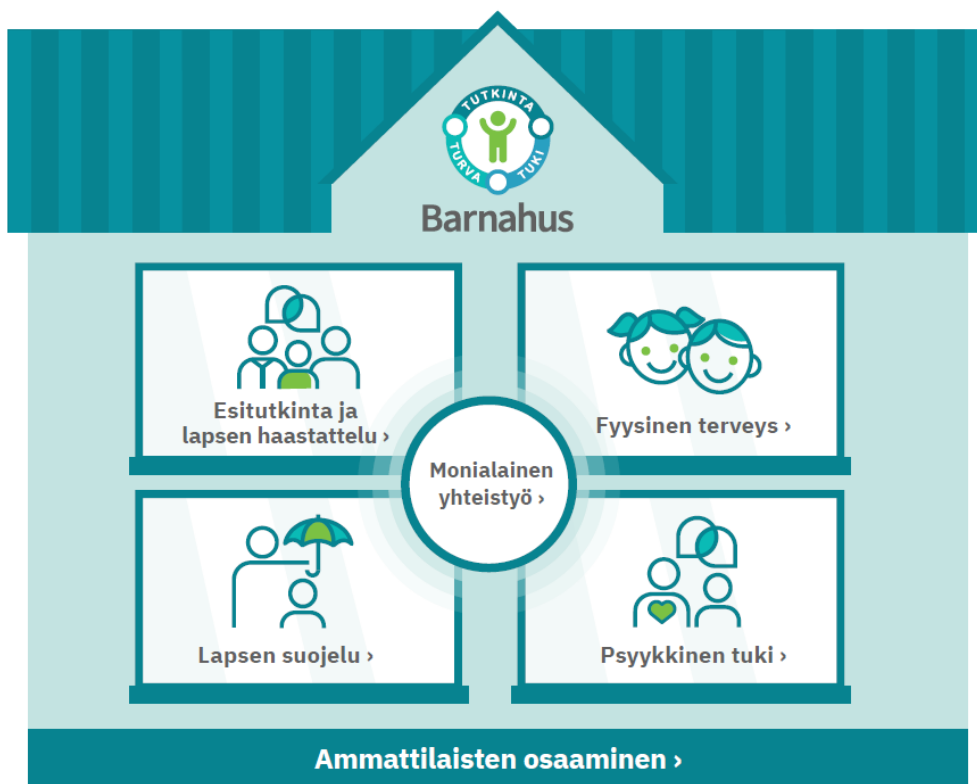 TUTKINTA
TURVA
TUKI
Barnahus
Esitutkinta ja
lapsen haastattelu ›
Fyysinen terveys ›
Monialainen
yhteistyö ›
Lapsen suojelu ›
Psyykkinen tuki ›
Ammattilaisten osaaminen ›